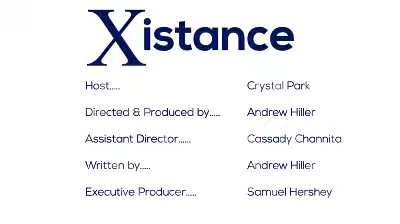 Xistance
Host..... Crystal Park
Directed & Produced by..... Andrew Hiller
Assistant Director...... Cassady Channita
Written by..... Andrew Hiller
Executive Producer..... Samuel Hershey